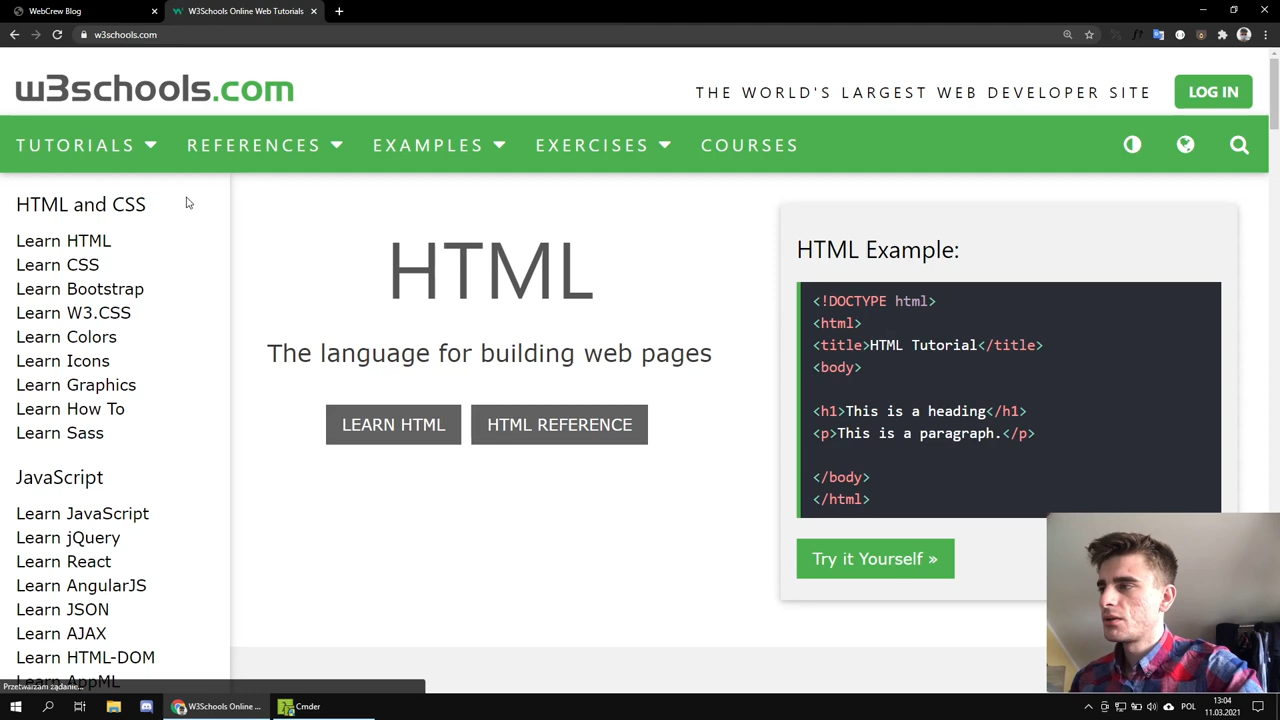 WebCrew Blog
W3Schools Online Web Tutorials
w3schools.com
w3schools.com
THE WORLD'S LARGEST WEB DEVELOPER SITE
LOG IN
TUTORIALS REFERENCES EXAMPLES EXERCISES COURSES
HTML and CSS
Learn HTML
Learn CSS
Learn Bootstrap
Learn W3.CSS
Learn Colors
Learn Icons
Learn Graphics
Learn How To
Learn Sass
JavaScript
Learn JavaScript
Learn jQuery
Learn React
Learn AngularJS
Learn JSON
Learn AJAX
Learn HTML-DOM
Learn AppML
HTML
The language for building web pages
LEARN HTML
HTML REFERENCE
HTML Example:
<!DOCTYPE html>
<html>
<title>HTML Tutorial</title>
<body>
<h1>This is a heading</h1>
<p>This is a paragraph.</p>
</body>
</html>
Try it Yourself »
Przetwarzam żądanie...
W3Schools Online ...
Cmder
POL
13:04
11.03.2021